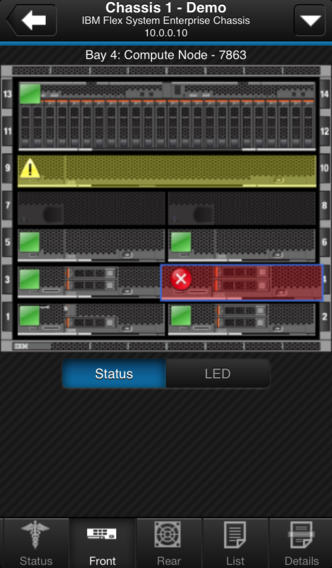 Chassis 1 - Demo
IBM Flex System Enterprise Chassis
10.0.0.10
Bay 4: Compute Node - 7863
13 14
11 12
9 10
7 8
5 6
3
1 2
IBM
Status LED
Status Front Rear List Details